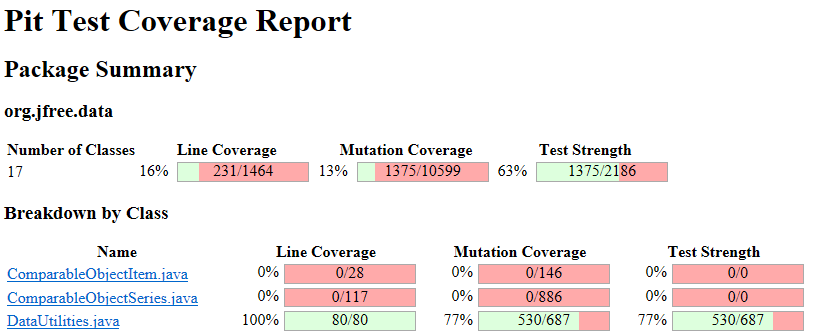 Pit Test Coverage Report
Package Summary
org.jfree.data
Number of Classes Line Coverage Mutation Coverage Test Strength
17 16% 231/1464 13% 1375/10599 63% 1375/2186
Breakdown by Class
Name Line Coverage Mutation Coverage Test Strength
ComparableObjectItem.java 0% 0/28 0% 0/146 0% 0/0
ComparableObjectSeries.java 0% 0/117 0% 0/886 0% 0/0
DataUtilities.java 100% 80/80 77% 530/687 77% 530/687